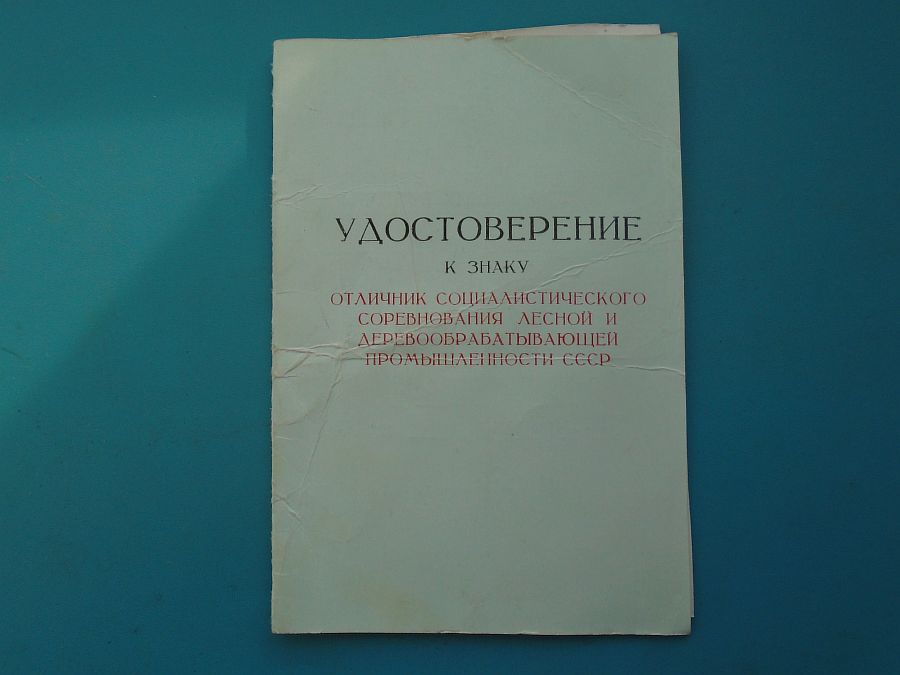 УДОСТОВЕРЕНИЕ
К ЗНАКУ
ОТЛИЧНИК СОЦИАЛИСТИЧЕСКОГО
СОРЕВНОВАНИЯ ЛЕСНОЙ И
ДЕРЕВООБРАБАТЫВАЮЩЕЙ
ПРОМЫШЛЕННОСТИ СССР